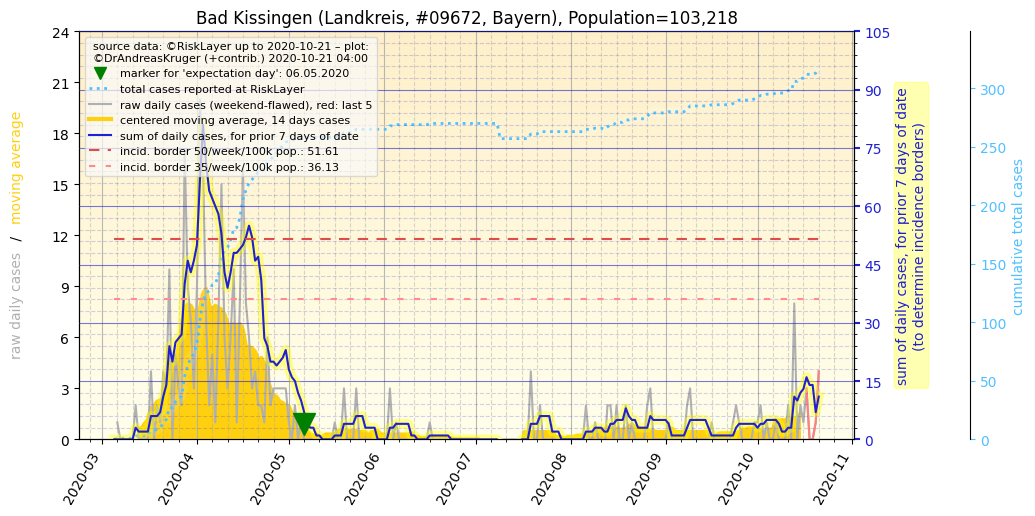 Bad Kissingen (Landkreis, #09672, Bayern), Population=103,218
source data: ©RiskLayer up to 2020-10-21 – plot:
©DrAndreasKruger (+contrib.) 2020-10-21 04:00
marker for 'expectation day': 06.05.2020
total cases reported at RiskLayer
raw daily cases (weekend-flawed), red: last 5
centered moving average, 14 days cases
sum of daily cases, for prior 7 days of date
incid. border 50/week/100k pop.: 51.61
incid. border 35/week/100k pop.: 36.13
raw daily cases / moving average
24
21
18
15
12
9
6
3
0
105
90
75
60
45
30
15
0
sum of daily cases, for prior 7 days of date
(to determine incidence borders)
300
250
200
150
100
50
0
cumulative total cases
2020-03
2020-04
2020-05
2020-06
2020-07
2020-08
2020-09
2020-10
2020-11